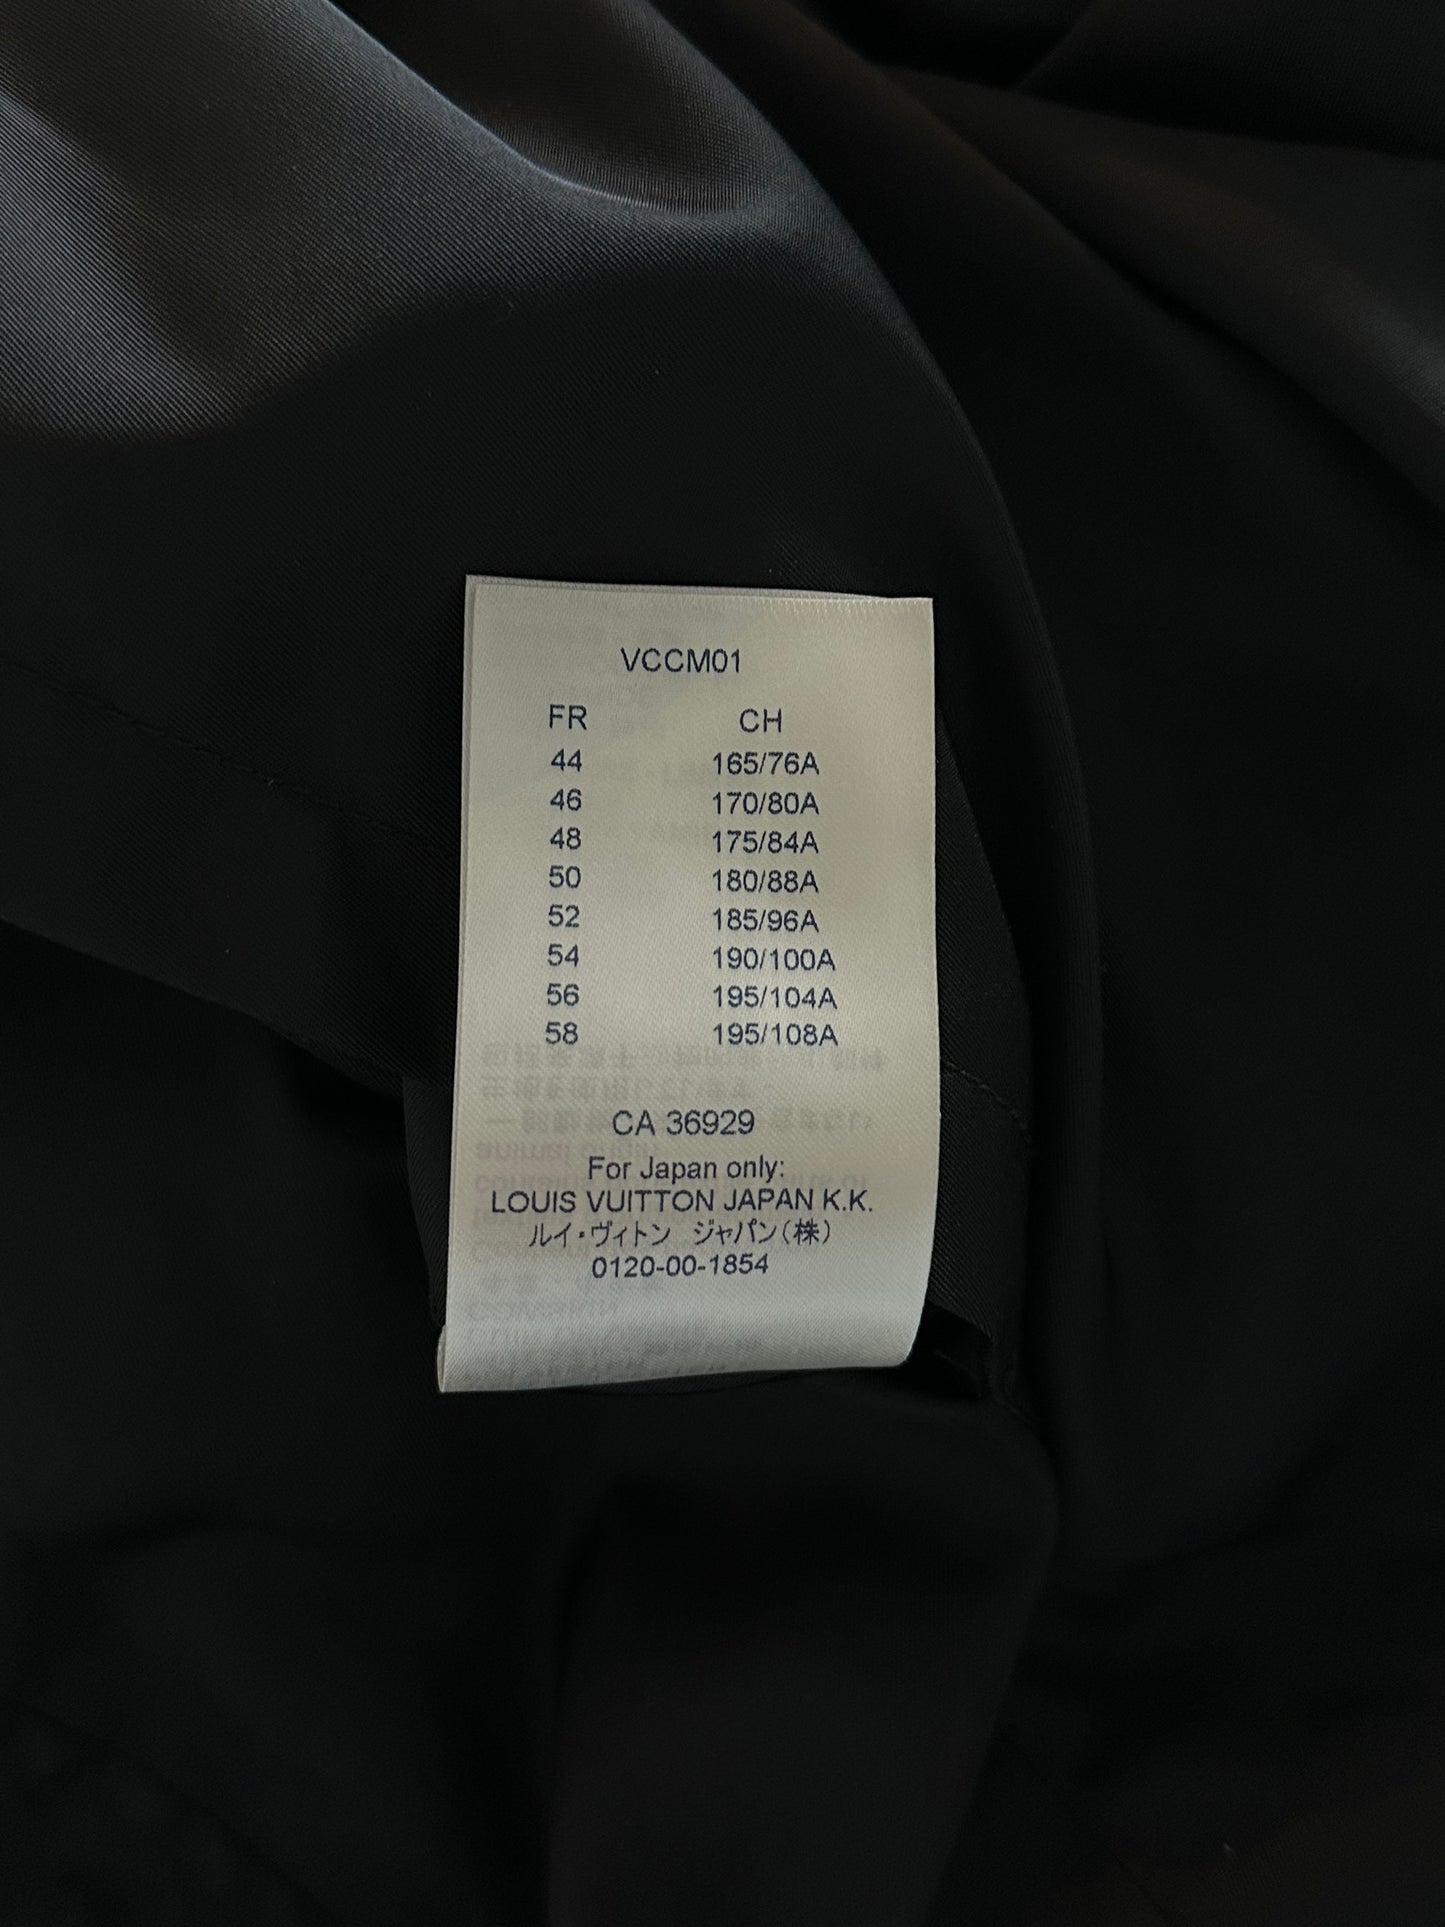 VCCM01
FR CH
44 165/76A
46 170/80A
48 175/84A
50 180/88A
52 185/96A
54 190/100A
56 195/104A
58 195/108A
CA 36929
For Japan only:
LOUIS VUITTON JAPAN K.K.
ルイ・ヴィトン ジャパン(株)
0120-00-1854